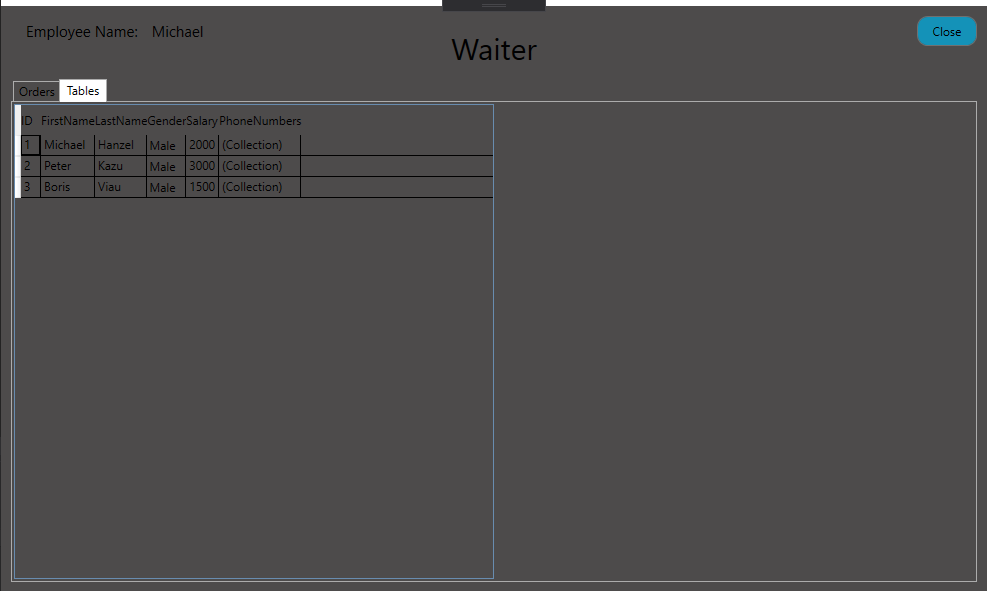 Employee Name: Michael
Close
Waiter
Orders Tables
ID FirstName LastName Gender Salary PhoneNumbers
1 Michael Hanzel Male 2000 (Collection)
2 Peter Kazu Male 3000 (Collection)
3 Boris Viau Male 1500 (Collection)